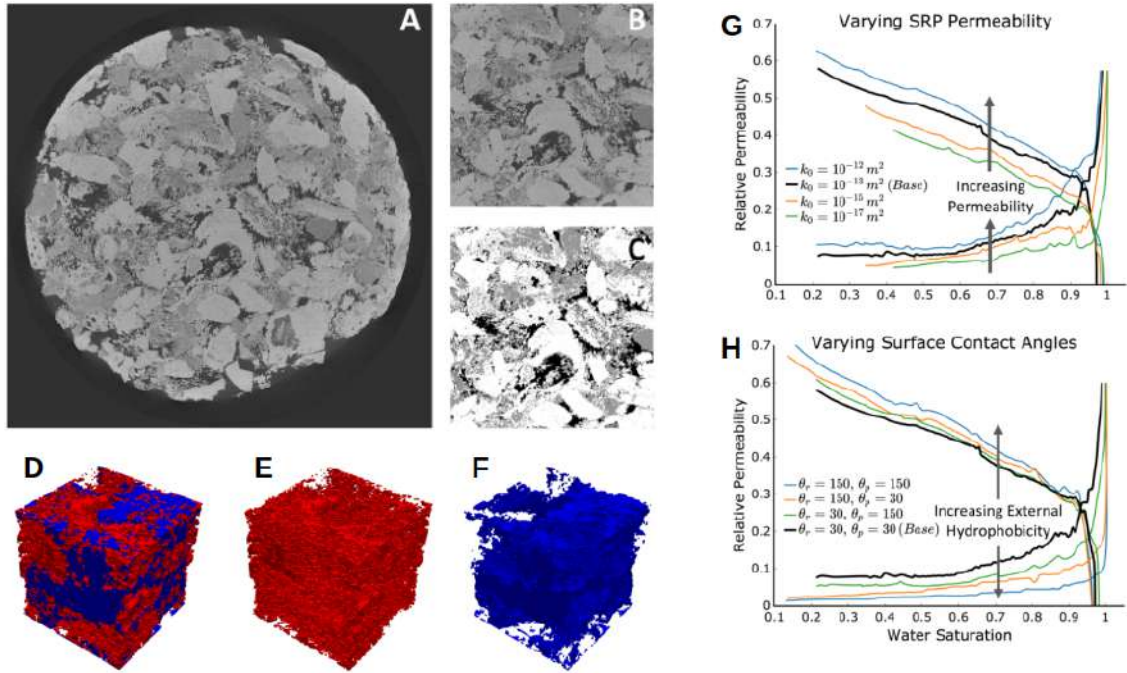 A
B
C
D
E
F
G
Varying SRP Permeability
Relative Permeability
0.7
0.6
0.5
0.4
0.3
0.2
0.1
0
k₀ = 10⁻¹² m²
k₀ = 10⁻¹³ m² (Base)
k₀ = 10⁻¹⁵ m²
k₀ = 10⁻¹⁷ m²
Increasing
Permeability
0.1 0.2 0.3 0.4 0.5 0.6 0.7 0.8 0.9 1
H
Varying Surface Contact Angles
Relative Permeability
0.7
0.6
0.5
0.4
0.3
0.2
0.1
0
θᵣ = 150, θₚ = 150
θᵣ = 150, θₚ = 30
θᵣ = 30, θₚ = 150
θᵣ = 30, θₚ = 30 (Base)
Increasing External
Hydrophobicity
0.1 0.2 0.3 0.4 0.5 0.6 0.7 0.8 0.9 1
Water Saturation